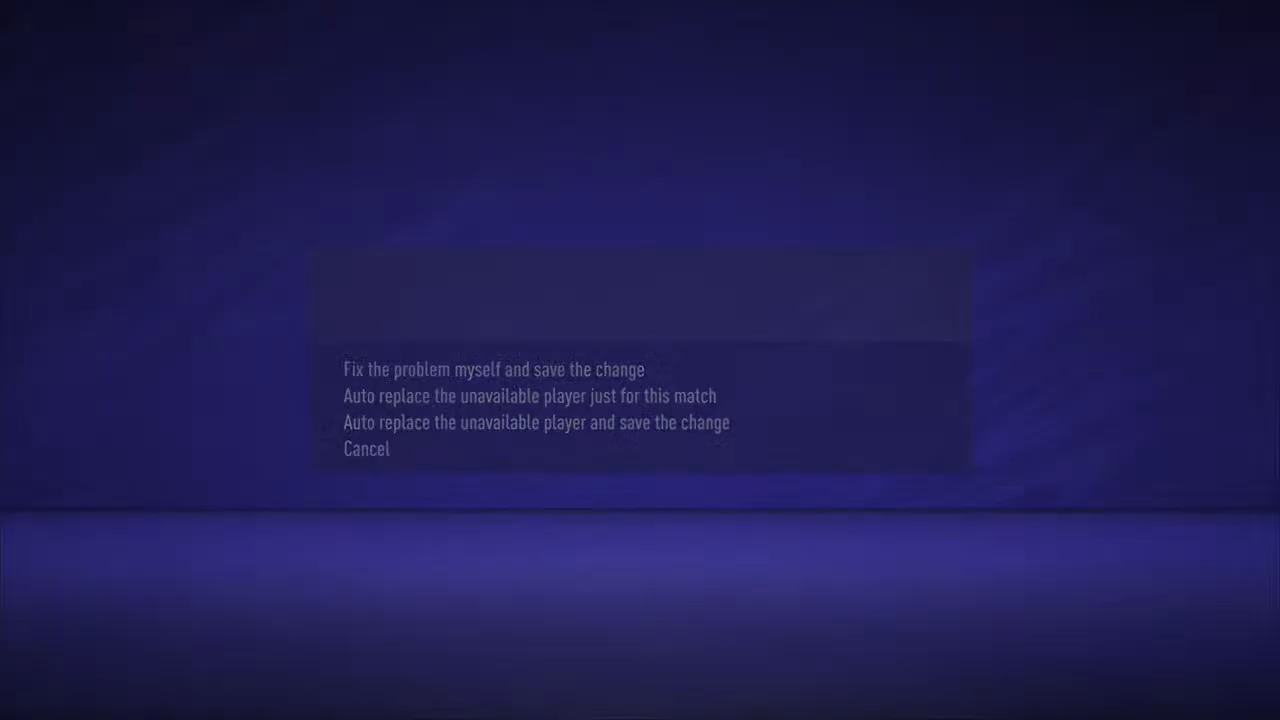 Fix the problem myself and save the change
Auto replace the unavailable player just for this match
Auto replace the unavailable player and save the change
Cancel